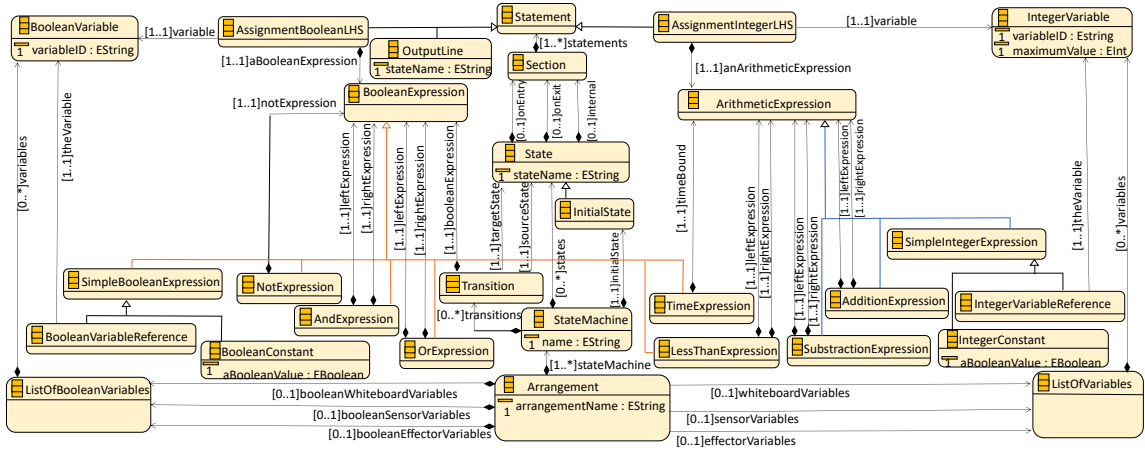 BooleanVariable
1 variableID : EString
[1..1]variable
AssignmentBooleanLHS
Statement
AssignmentIntegerLHS
[1..1]variable
IntegerVariable
1 variableID : EString
1 maximumValue : EInt
OutputLine
1 stateName : EString
[1..*]statements
[1..1]aBooleanExpression
Section
[1..1]anArithmeticExpression
BooleanExpression
ArithmeticExpression
[1..1]notExpression
[0..1]onEntry
[0..1]onExit
[0..1]internal
State
1 stateName : EString
[0..*]variables
[1..1]theVariable
[1..1]leftExpression
[1..1]rightExpression
[1..1]leftExpression
[1..1]rightExpression
[1..1]booleanExpression
[1..1]targetState
[1..1]sourceState
[0..*]states
InitialState
[1..1]initialState
[1..1]timeBound
[1..1]leftExpression
[1..1]rightExpression
[1..1]leftExpression
[1..1]rightExpression
[1..1]leftExpression
[1..1]rightExpression
[1..1]theVariable
[0..*]variables
SimpleIntegerExpression
SimpleBooleanExpression
NotExpression
Transition
TimeExpression
AdditionExpression
IntegerVariableReference
AndExpression
[0..*]transitions
StateMachine
1 name : EString
BooleanVariableReference
BooleanConstant
1 aBooleanValue : EBoolean
OrExpression
LessThanExpression
SubstractionExpression
IntegerConstant
1 aBooleanValue : EBoolean
[1..*]stateMachine
ListOfBooleanVariables
Arrangement
1 arrangementName : EString
ListOfVariables
[0..1]booleanWhiteboardVariables
[0..1]whiteboardVariables
[0..1]booleanSensorVariables
[0..1]sensorVariables
[0..1]booleanEffectorVariables
[0..1]effectorVariables